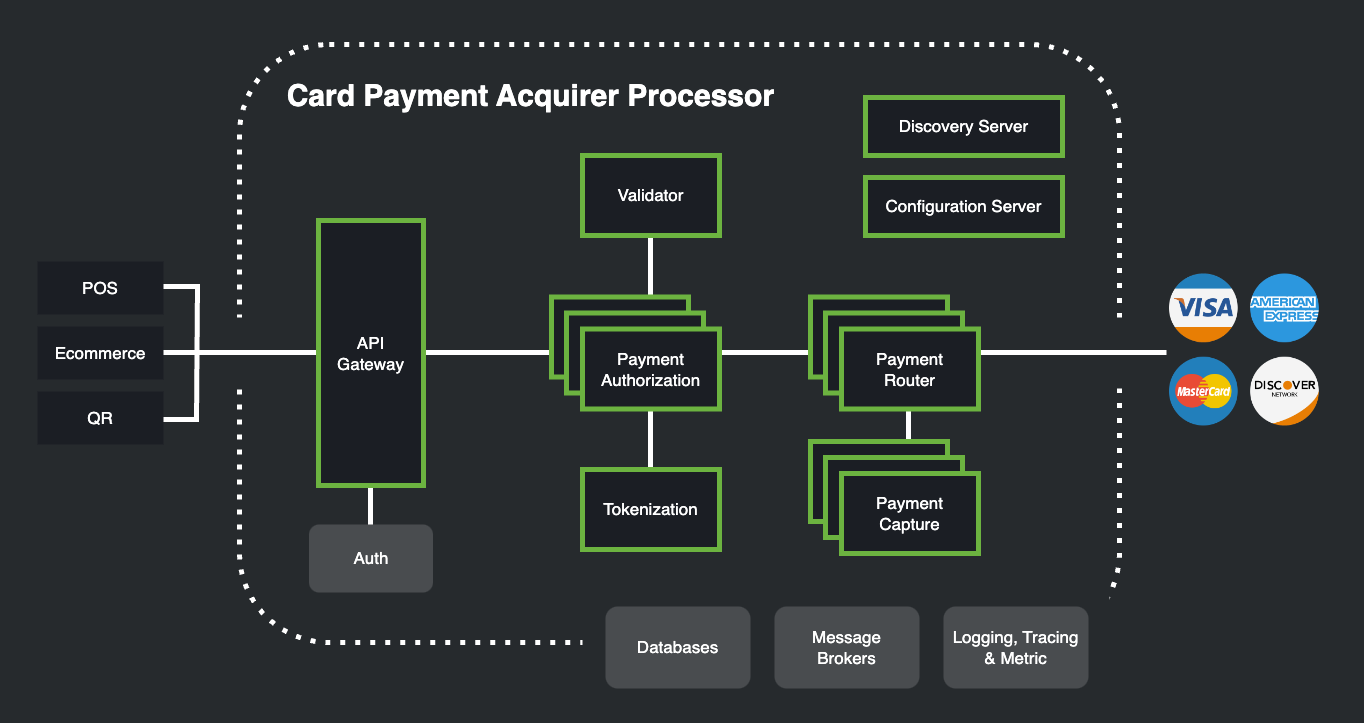 Card Payment Acquirer Processor
Discovery Server
Configuration Server
Validator
POS
Ecommerce
QR
API
Gateway
Auth
Payment
Authorization
Tokenization
Payment
Router
Payment
Capture
VISA
AMERICAN
EXPRESS
MasterCard
DISCOVER
NETWORK
Databases
Message
Brokers
Logging, Tracing
& Metric